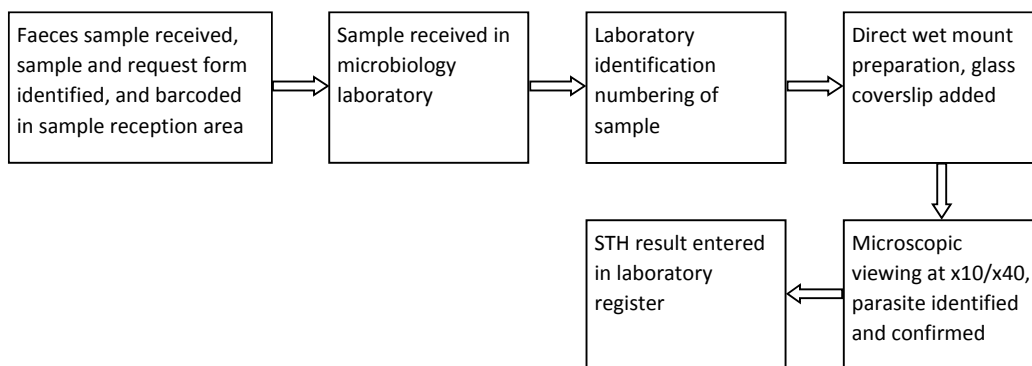 Faeces sample received,
sample and request form
identified, and barcoded
in sample reception area
Sample received in
microbiology
laboratory
Laboratory
identification
numbering of
sample
Direct wet mount
preparation, glass
coverslip added
Microscopic
viewing at x10/x40,
parasite identified
and confirmed
STH result entered
in laboratory
register